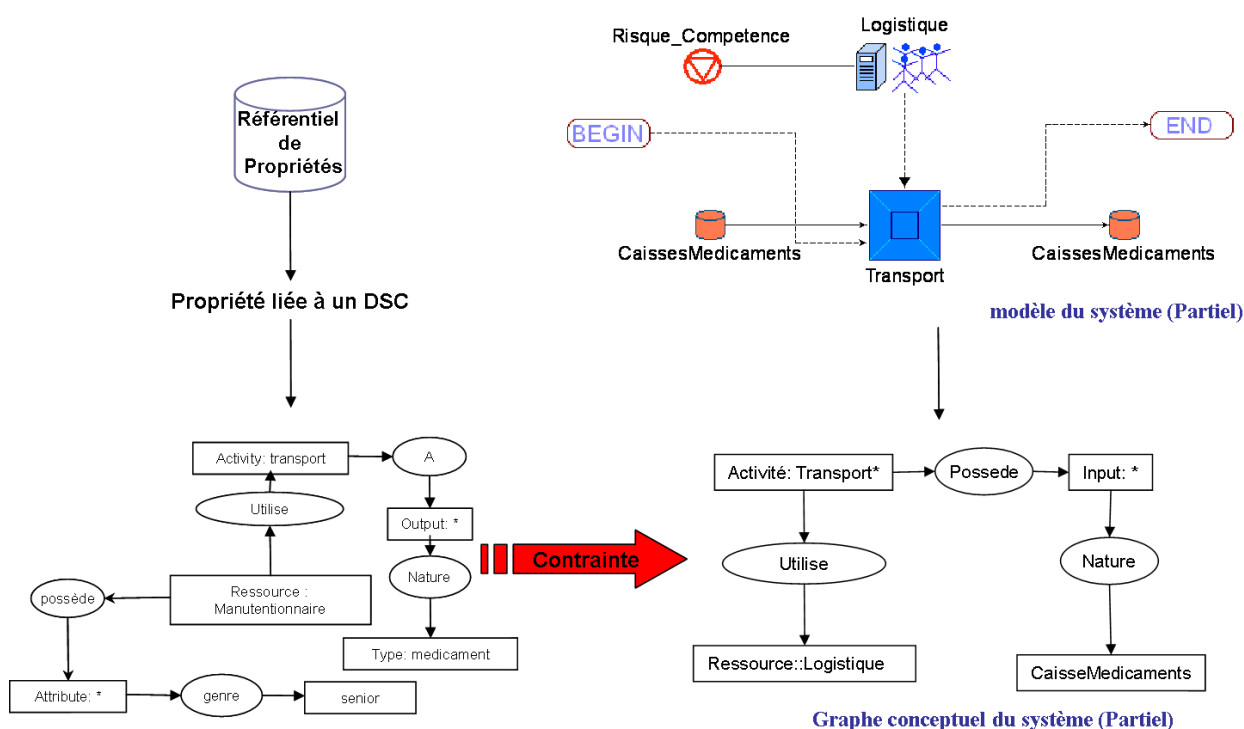 Risque_Competence
Logistique
Référentiel
de
Propriétés
BEGIN
END
CaissesMedicaments
Transport
CaissesMedicaments
Propriété liée à un DSC
modèle du système (Partiel)
Activity: transport
A
Utilise
Output: *
Nature
possède
Ressource :
Manutentionnaire
Type: medicament
Attribute: *
genre
senior
Contrainte
Activité: Transport*
Possede
Input: *
Utilise
Nature
Ressource::Logistique
CaisseMedicaments
Graphe conceptuel du système (Partiel)